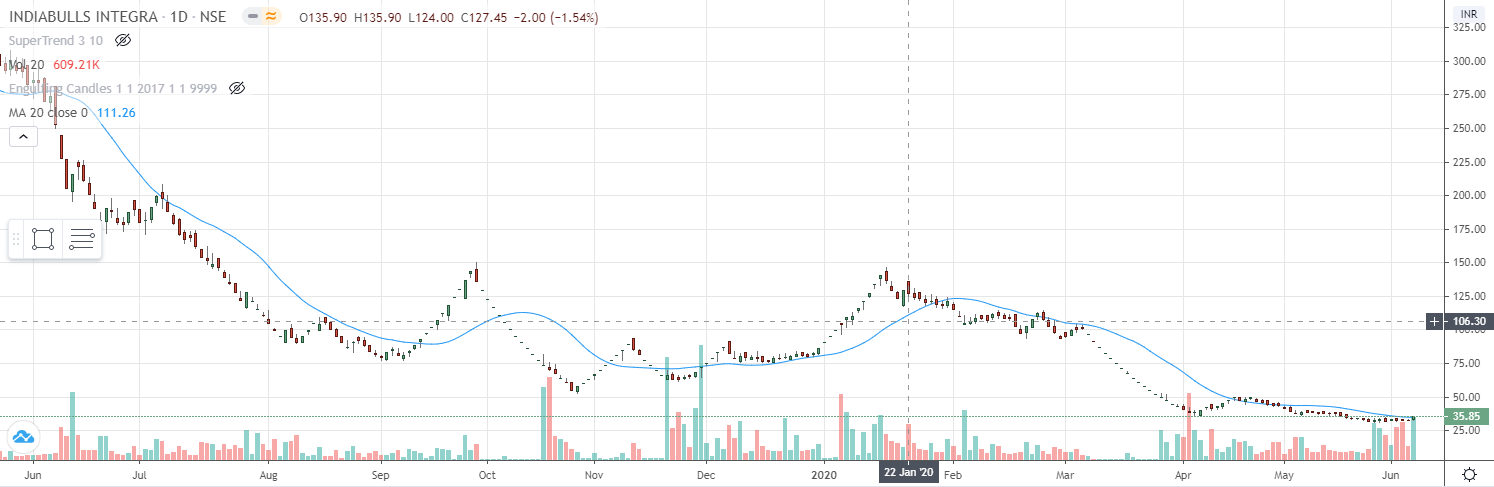 INDIABULLS INTEGRA · 1D · NSE O135.90 H135.90 L124.00 C127.45 −2.00 (−1.54%)
SuperTrend 3 10
Vol 20 609.21K
Engulfing Candles 1 1 2017 1 1 9999
MA 20 close 0 111.26
INR
325.00
300.00
275.00
250.00
225.00
200.00
175.00
150.00
125.00
106.30
100.00
75.00
50.00
35.85
25.00
Jun Jul Aug Sep Oct Nov Dec 2020 22 Jan '20 Feb Mar Apr May Jun